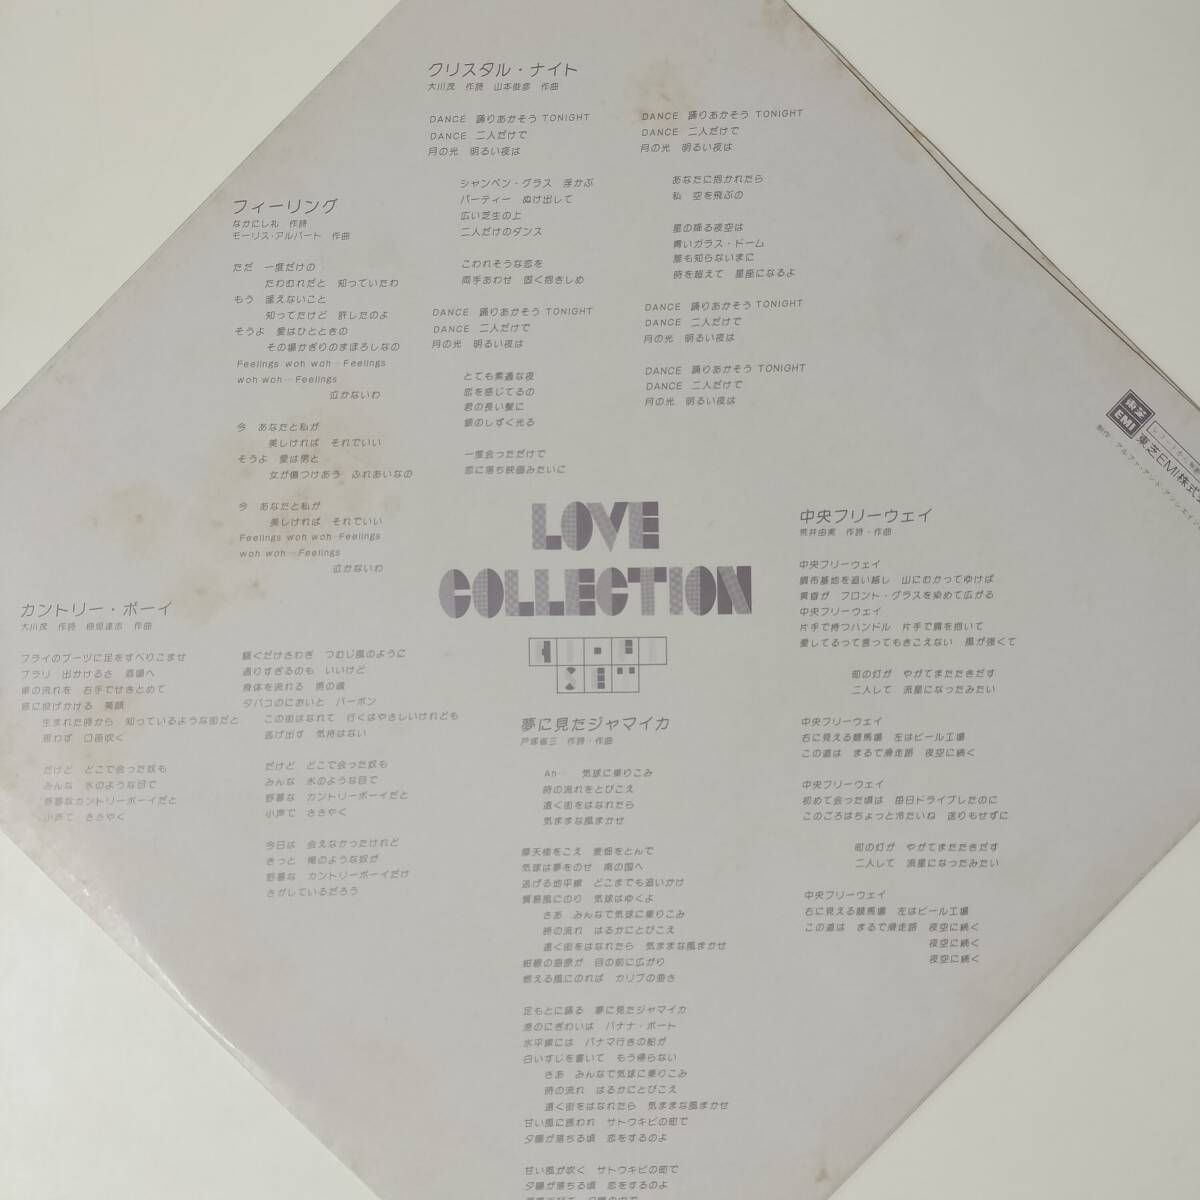 クリスタル・ナイト
大川茂　作詩　山本俊彦　作曲
DANCE　踊りあかそう TONIGHT
DANCE　二人だけで
月の光　明るい夜は
シャンペン・グラス　浮かぶ
パーティー　ぬけ出して
広い芝生の上
二人だけのダンス
こわれそうな恋を
両手あわせ　固く抱きしめ
DANCE　踊りあかそう TONIGHT
DANCE　二人だけで
月の光　明るい夜は
とても素適な夜
恋を感じてるの
君の長い髪に
銀のしずく光る
一度会っただけで
恋に落ち映画みたいに
DANCE　踊りあかそう TONIGHT
DANCE　二人だけで
月の光　明るい夜は
あなたに抱かれたら
私　空を飛ぶの
星の降る夜空は
青いガラス・ドーム
誰も知らないまに
時を超えて　星座になるよ
DANCE　踊りあかそう TONIGHT
DANCE　二人だけで
月の光　明るい夜は
DANCE　踊りあかそう TONIGHT
DANCE　二人だけで
月の光　明るい夜は
フィーリング
なかにし礼　作詩
モーリス・アルバート　作曲
ただ　一度だけの
たわむれだと　知っていたわ
もう　逢えないこと
知ってたけど　許したのよ
そうよ　愛はひとときの
その場かぎりのまぼろしなの
Feelings woh woh…Feelings
woh woh…Feelings
泣かないわ
今　あなたと私が
美しければ　それでいい
そうよ　愛は男と
女が傷つけあう　ふれあいなの
今　あなたと私が
美しければ　それでいい
Feelings woh woh…Feelings
woh woh…Feelings
泣かないわ
カントリー・ボーイ
大川茂　作詩　作曲
フライのブーツに足をすべりこませ
ブラリ　出かけるさ　酒場へ
車の流れを　右手でせきとめて
窓に投げかける　笑顔
生まれた時から　知っているような街だと
思わず　口笛吹く
だけど　どこで会った奴も
みんな　氷のような目で
野暮なカントリーボーイだと
小声で　ささやく
騒ぐだけさわぎ　つむじ風のように
通りすぎるのも　いいけど
身体を流れる　男の魂
タバコのにおいと　バーボン
この街はなれて　行くはやさしいけれども
逃げ出す　気持はない
だけど　どこで会った奴も
みんな　氷のような目で
野暮な　カントリーボーイだと
小声で　ささやく
今日は　会えなかったけれど
きっと　俺のような奴が
野暮な　カントリーボーイだけ
さがしているだろう
LOVE
COLLECTION
夢に見たジャマイカ
戸塚省三　作詩・作曲
Ah…　気球に乗りこみ
時の流れをとびこえ
遠く街をはなれたら
気ままな風まかせ
摩天楼をこえ　麦畑をとんで
気球は夢をのせ　南の国へ
逃げる地平線　どこまでも追いかけ
貿易風にのり　気球はゆくよ
さあ　みんなで気球に乗りこみ
時の流れ　はるかにとびこえ
遠く街をはなれたら　気ままな風まかせ
紺碧の海原が　目の前に広がり
燃える風にのれば　カリブの香き
足もとに踊る　夢に見たジャマイカ
港のにぎわいは　バナナ・ボート
水平線には　パナマ行きの船が
白いすじを書いて　もう帰らない
さあ　みんなで気球に乗りこみ
時の流れ　はるかにとびこえ
遠く街をはなれたら　気ままな風まかせ
甘い風に誘われ　サトウキビの町で
夕陽が落ちる頃　恋をするのよ
甘い風が吹く　サトウキビの町で
夕陽が落ちる頃　恋をするのよ
中央フリーウェイ
荒井由実　作詩・作曲
中央フリーウェイ
調布基地を追い越し　山にむかってゆけば
黄昏が　フロント・グラスを染めて広がる
中央フリーウェイ
片手で持つハンドル　片手で肩を抱いて
愛してるって言ってもきこえない　風が強くて
町の灯が　やがてまたたきだす
二人して　流星になったみたい
中央フリーウェイ
右に見える競馬場　左はビール工場
この道は　まるで滑走路　夜空に続く
中央フリーウェイ
初めて会った頃は　毎日ドライブしたのに
このごろはちょっと冷たいね　送りもせずに
町の灯が　やがてまたたきだす
二人して　流星になったみたい
中央フリーウェイ
右に見える競馬場　左はビール工場
この道は　まるで滑走路　夜空に続く
夜空に続く
夜空に続く
東芝
EMI
東芝EMI株式
制作・アルファ・アンド・アソシエイ